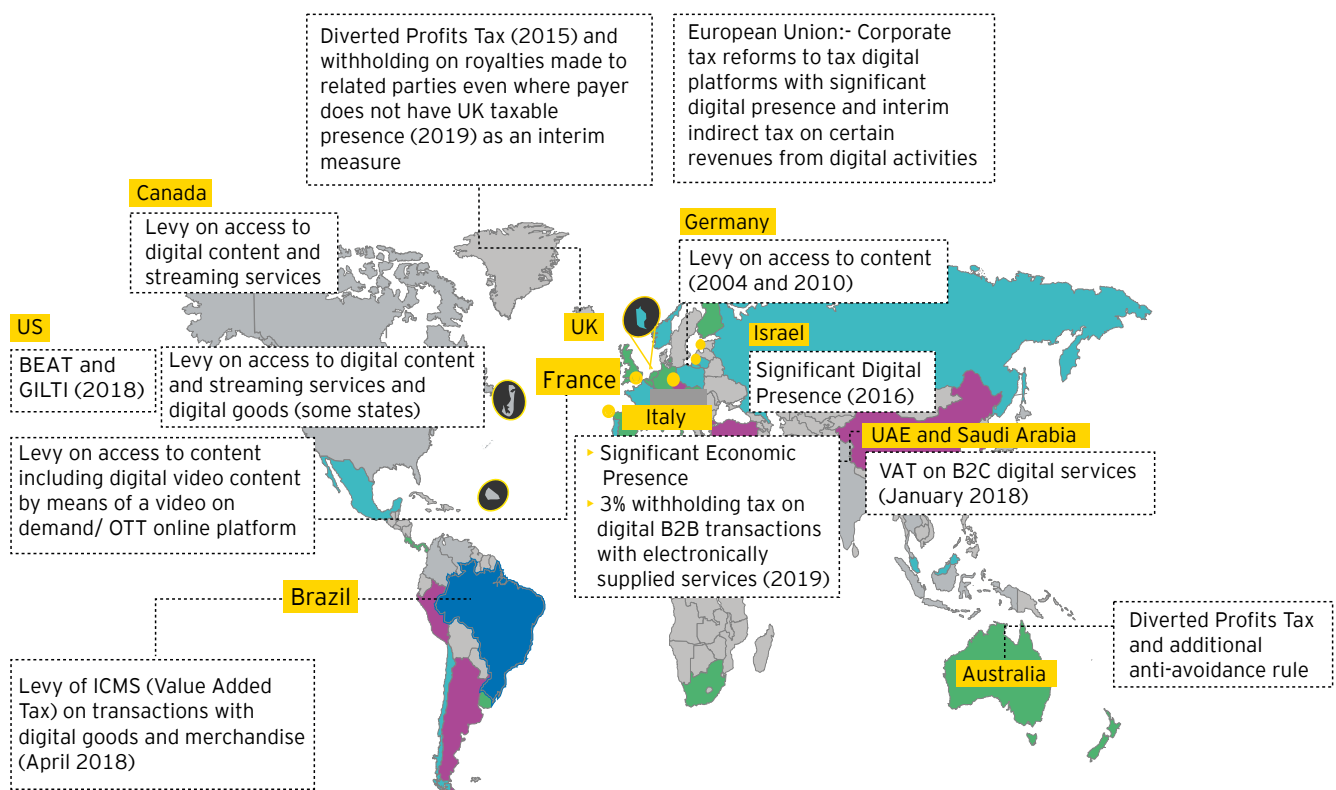 Diverted Profits Tax (2015) and
withholding on royalties made to
related parties even where payer
does not have UK taxable
presence (2019) as an interim
measure
European Union:- Corporate
tax reforms to tax digital
platforms with significant
digital presence and interim
indirect tax on certain
revenues from digital activities
Canada
Levy on access to
digital content and
streaming services
Germany
Levy on access to content
(2004 and 2010)
US
BEAT and
GILTI (2018)
Levy on access to digital content
and streaming services and
digital goods (some states)
UK
Israel
Significant Digital
Presence (2016)
France
Levy on access to content
including digital video content
by means of a video on
demand/ OTT online platform
Italy
▸ Significant Economic
Presence
▸ 3% withholding tax on
digital B2B transactions
with electronically
supplied services (2019)
UAE and Saudi Arabia
VAT on B2C digital services
(January 2018)
Brazil
Levy of ICMS (Value Added
Tax) on transactions with
digital goods and merchandise
(April 2018)
Australia
Diverted Profits Tax
and additional
anti-avoidance rule